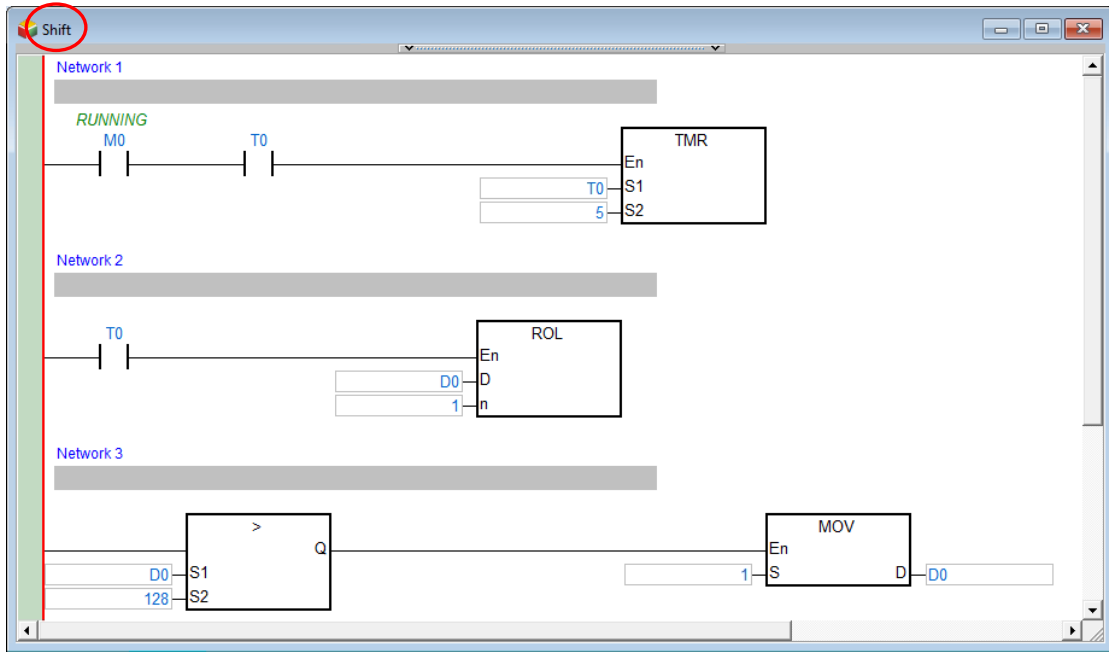 Shift
Network 1
RUNNING
M0 T0 TMR
En
T0 S1
5 S2
Network 2
T0 ROL
En
D0 D
1 n
Network 3
> MOV
Q En
D0 S1 1 S D D0
128 S2